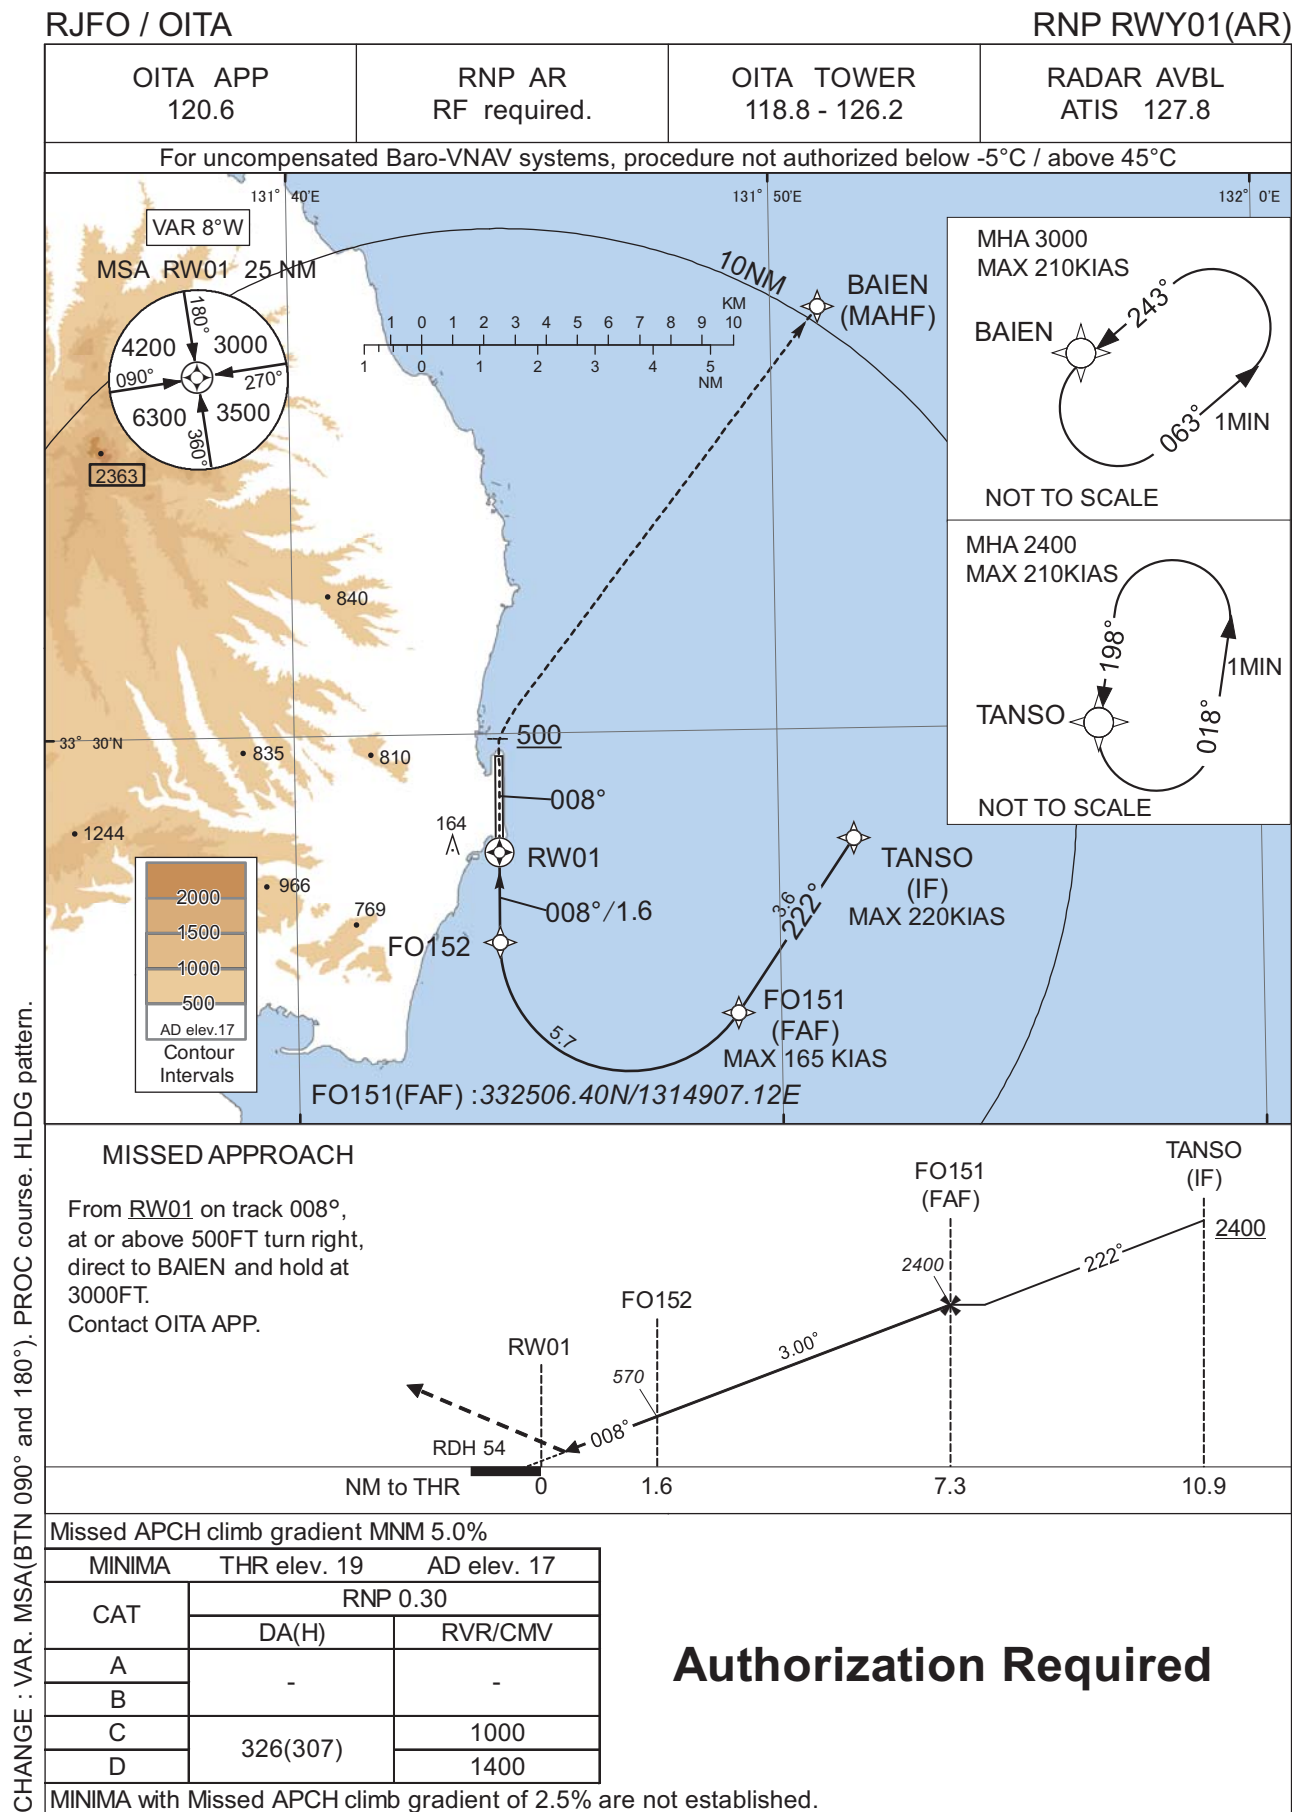 RJFO / OITA
RNP RWY01(AR)
OITA APP
120.6
RNP AR
RF required.
OITA TOWER
118.8 - 126.2
RADAR AVBL
ATIS 127.8
For uncompensated Baro-VNAV systems, procedure not authorized below -5°C / above 45°C
131° 40'E
131° 50'E
132° 0'E
VAR 8°W
MSA RW01 25 NM
180°
4200
3000
090°
270°
6300
3500
360°
2363
10NM
BAIEN
(MAHF)
KM
1 0 1 2 3 4 5 6 7 8 9 10
1 0 1 2 3 4 5
NM
MHA 3000
MAX 210KIAS
243°
BAIEN
063°
1MIN
NOT TO SCALE
MHA 2400
MAX 210KIAS
198°
1MIN
TANSO
018°
NOT TO SCALE
840
33° 30'N
835
810
500
008°
1244
164
RW01
TANSO
(IF)
MAX 220KIAS
3.6
222°
966
769
008°/1.6
FO152
2000
1500
1000
500
AD elev.17
Contour
Intervals
5.7
FO151
(FAF)
MAX 165 KIAS
FO151(FAF) :332506.40N/1314907.12E
MISSED APPROACH
From RW01 on track 008°,
at or above 500FT turn right,
direct to BAIEN and hold at
3000FT.
Contact OITA APP.
TANSO
(IF)
FO151
(FAF)
2400
2400
222°
FO152
3.00°
RW01
570
008°
RDH 54
NM to THR 0 1.6 7.3 10.9
Missed APCH climb gradient MNM 5.0%
MINIMA THR elev. 19 AD elev. 17
CAT
RNP 0.30
DA(H) RVR/CMV
A
B
- -
C
D
326(307)
1000
1400
MINIMA with Missed APCH climb gradient of 2.5% are not established.
Authorization Required
CHANGE : VAR. MSA(BTN 090° and 180°). PROC course. HLDG pattern.